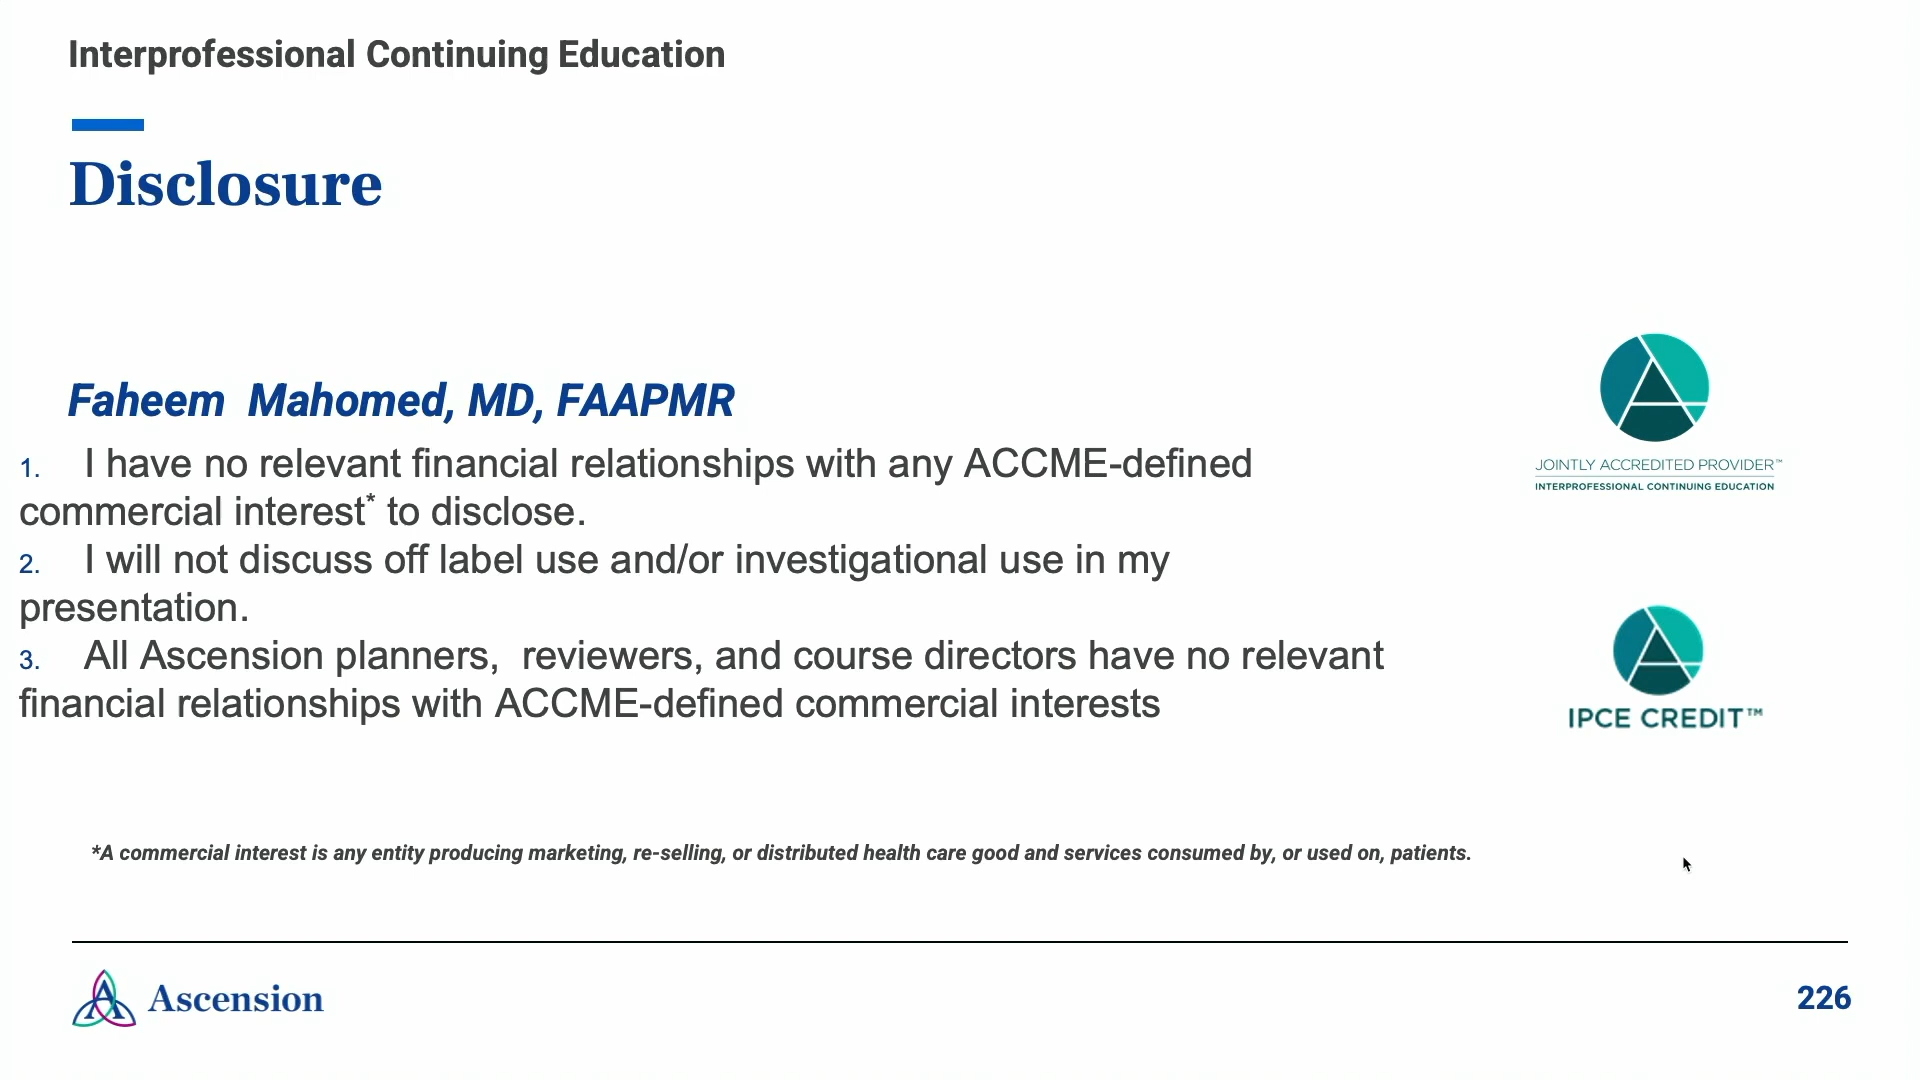 Interprofessional Continuing Education
Disclosure
Faheem  Mahomed, MD, FAAPMR
1. I have no relevant financial relationships with any ACCME-defined
commercial interest* to disclose.
2. I will not discuss off label use and/or investigational use in my
presentation.
3. All Ascension planners,  reviewers, and course directors have no relevant
financial relationships with ACCME-defined commercial interests
JOINTLY ACCREDITED PROVIDER™
INTERPROFESSIONAL CONTINUING EDUCATION
IPCE CREDIT™
*A commercial interest is any entity producing marketing, re-selling, or distributed health care good and services consumed by, or used on, patients.
Ascension
226